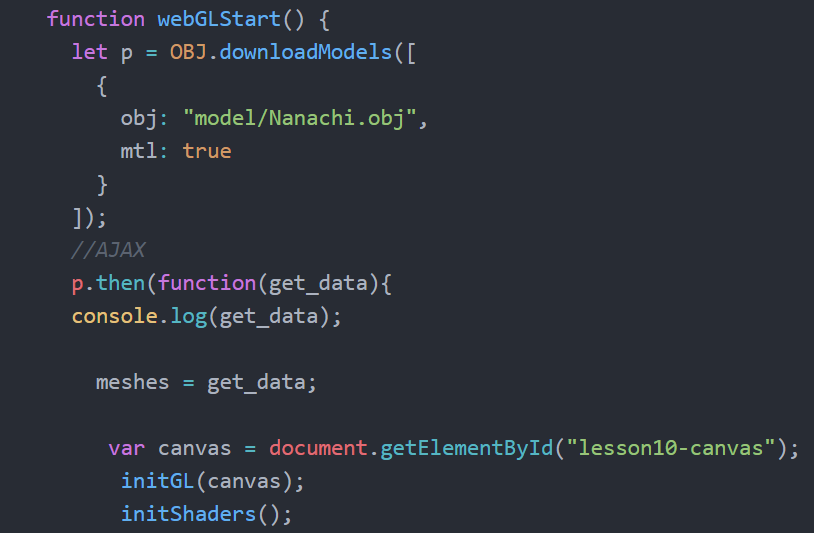 function webGLStart() {
let p = OBJ.downloadModels([
{
obj: "model/Nanachi.obj",
mtl: true
}
]);
//AJAX
p.then(function(get_data){
console.log(get_data);
meshes = get_data;
var canvas = document.getElementById("lesson10-canvas");
initGL(canvas);
initShaders();